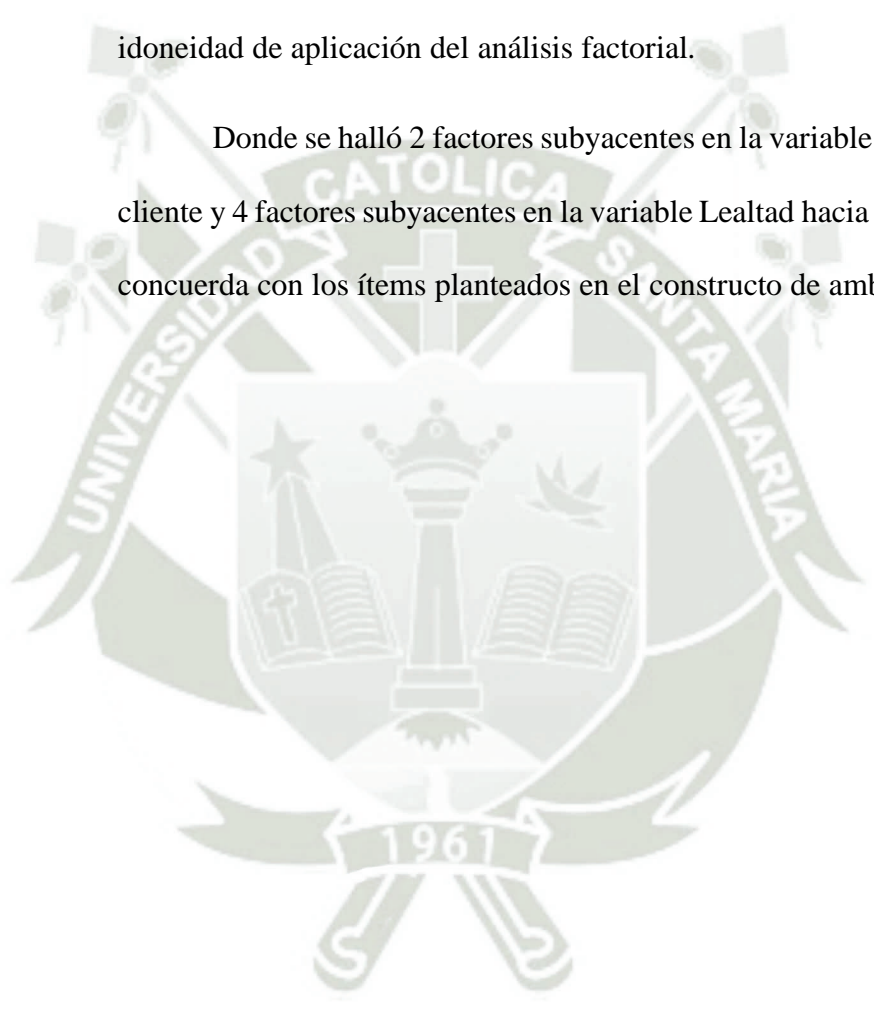 idoneidad de aplicación del análisis factorial.
Donde se halló 2 factores subyacentes en la variable
cliente y 4 factores subyacentes en la variable Lealtad hacia
concuerda con los ítems planteados en el constructo de amb
UNIVERSIDAD CATOLICA SANTA MARIA
1961